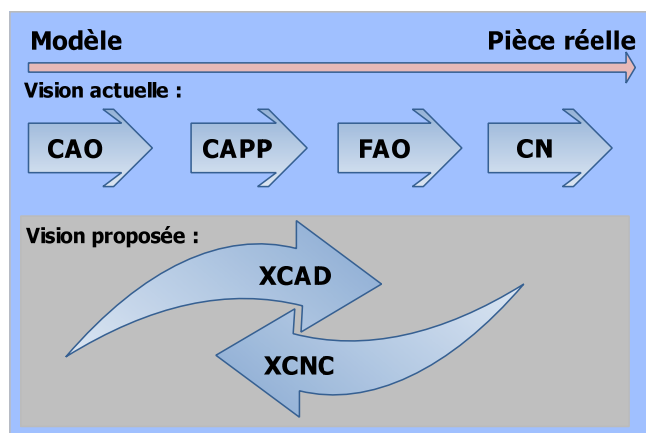 Modèle Pièce réelle
Vision actuelle :
CAO CAPP FAO CN
Vision proposée :
XCAD
XCNC